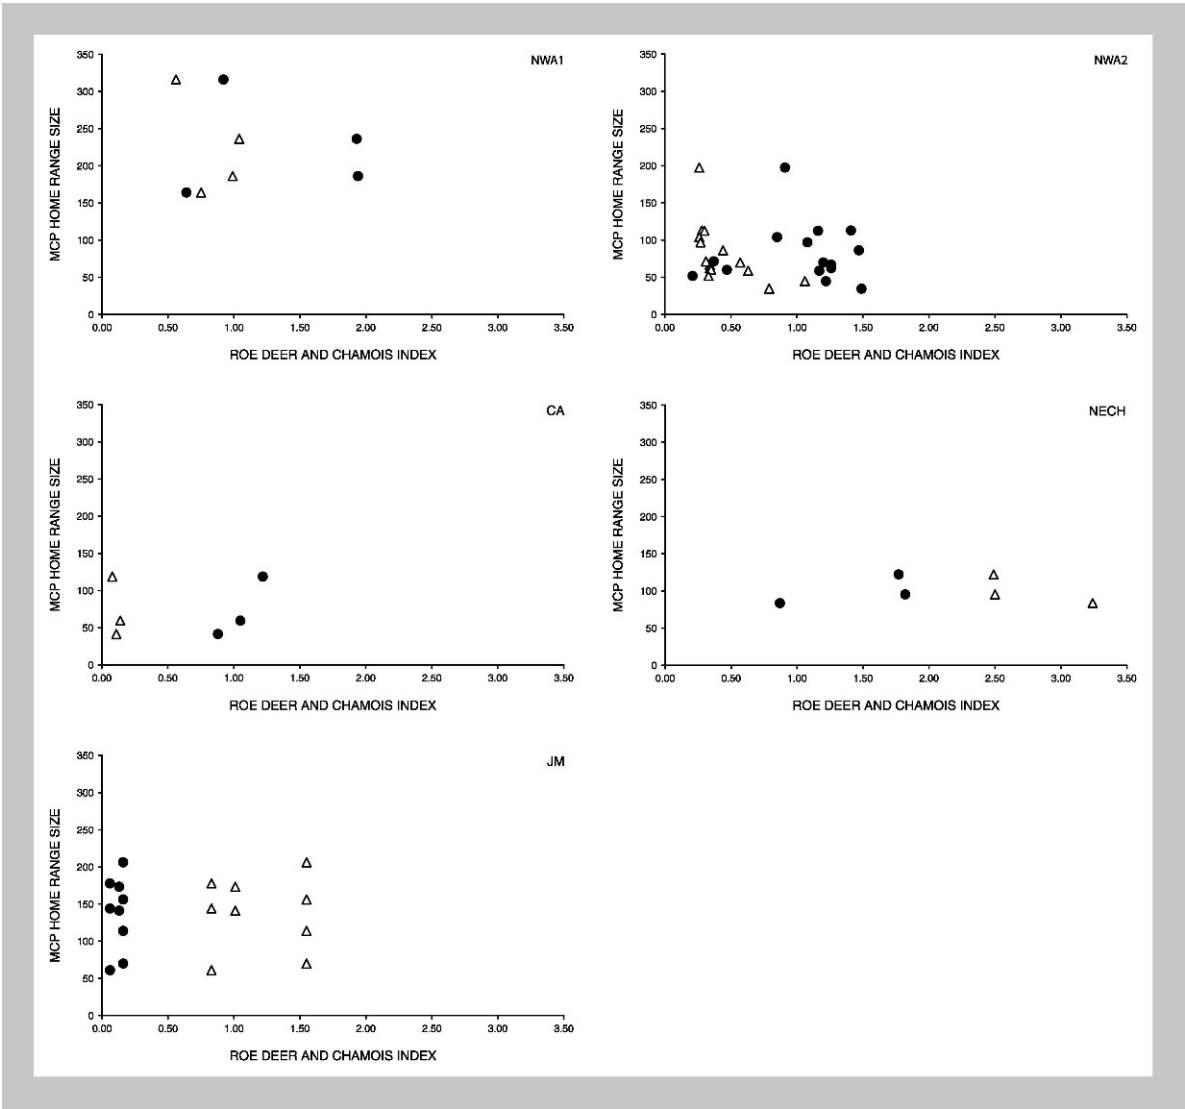 NWA1
350
300
250
200
150
100
50
0
MCP HOME RANGE SIZE
0.00 0.50 1.00 1.50 2.00 2.50 3.00 3.50
ROE DEER AND CHAMOIS INDEX
NWA2
350
300
250
200
150
100
50
0
MCP HOME RANGE SIZE
0.00 0.50 1.00 1.50 2.00 2.50 3.00 3.50
ROE DEER AND CHAMOIS INDEX
CA
350
300
250
200
150
100
50
0
MCP HOME RANGE SIZE
0.00 0.50 1.00 1.50 2.00 2.50 3.00 3.50
ROE DEER AND CHAMOIS INDEX
NECH
350
300
250
200
150
100
50
0
MCP HOME RANGE SIZE
0.00 0.50 1.00 1.50 2.00 2.50 3.00 3.50
ROE DEER AND CHAMOIS INDEX
JM
350
300
250
200
150
100
50
0
MCP HOME RANGE SIZE
0.00 0.50 1.00 1.50 2.00 2.50 3.00 3.50
ROE DEER AND CHAMOIS INDEX